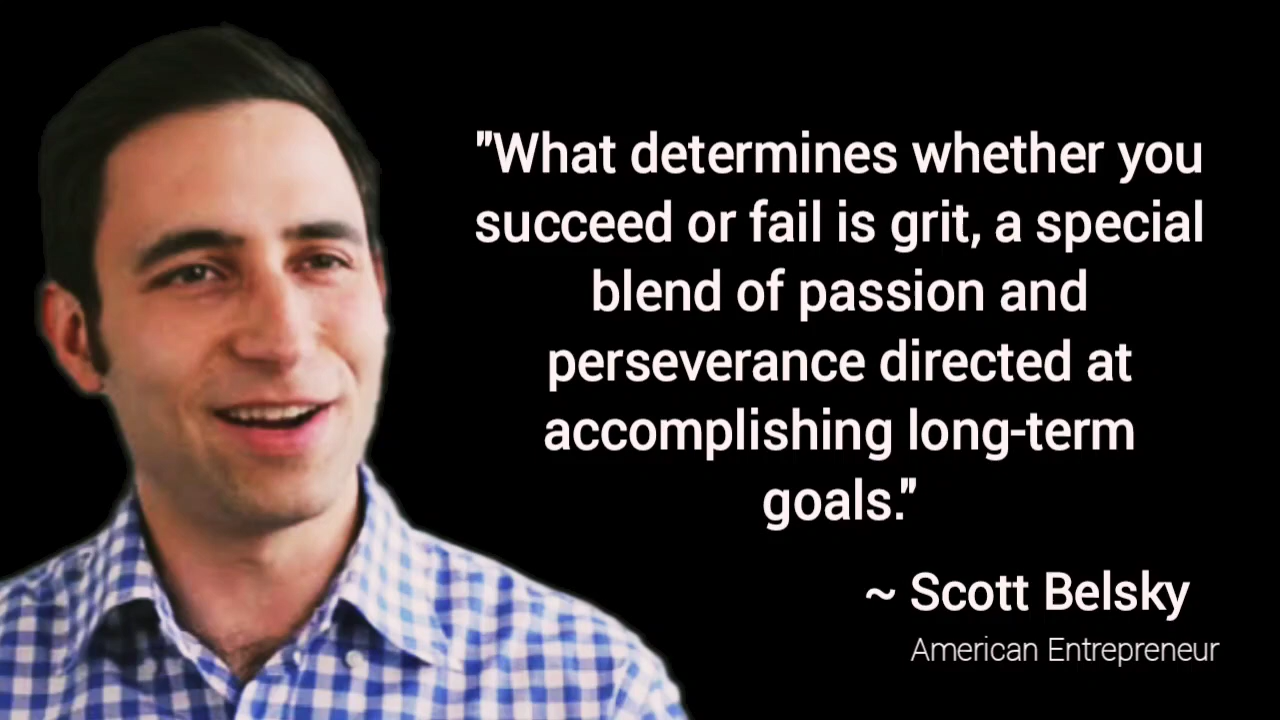 "What determines whether you
succeed or fail is grit, a special
blend of passion and
perseverance directed at
accomplishing long-term
goals."
~ Scott Belsky
American Entrepreneur